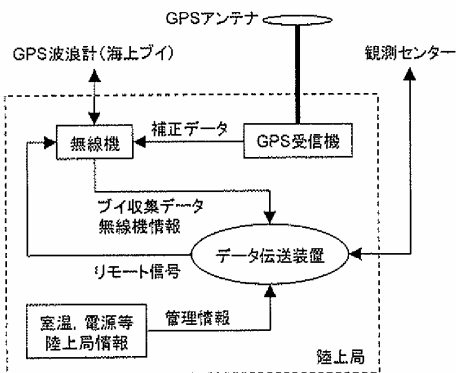 GPSアンテナ
GPS波浪計(海上ブイ)
観測センター
無線機
補正データ
GPS受信機
ブイ収集データ
無線機情報
リモート信号
データ伝送装置
室温, 電源等
陸上局情報
管理情報
陸上局